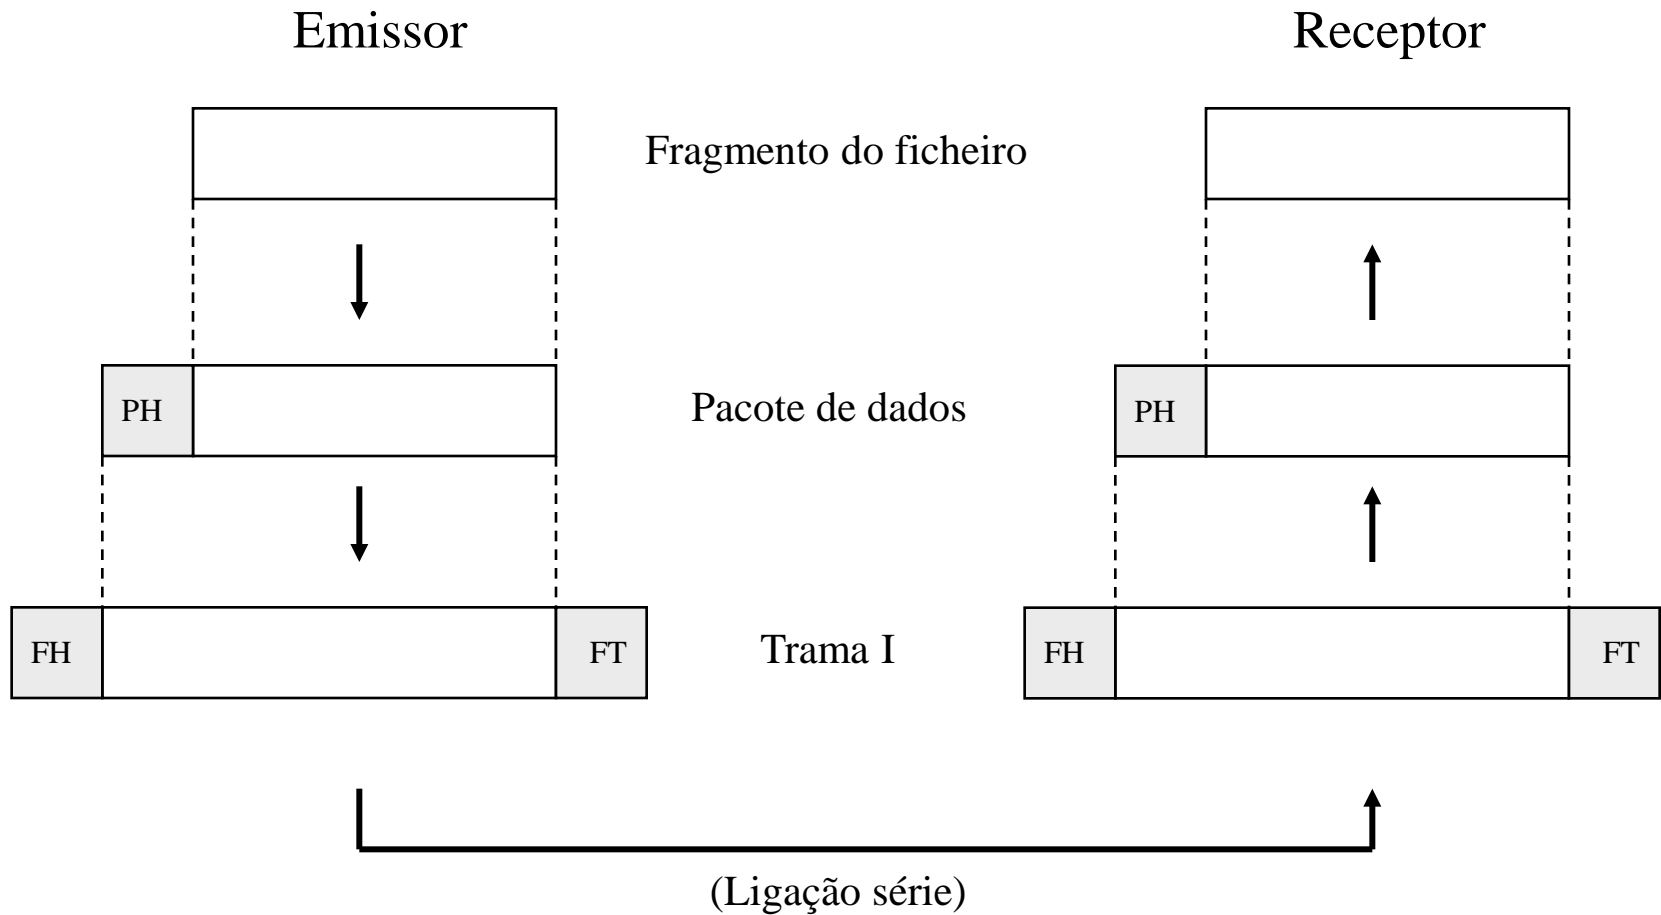 Emissor
Receptor
Fragmento do ficheiro
PH
Pacote de dados
PH
FH
FT
Trama I
FH
FT
(Ligação série)